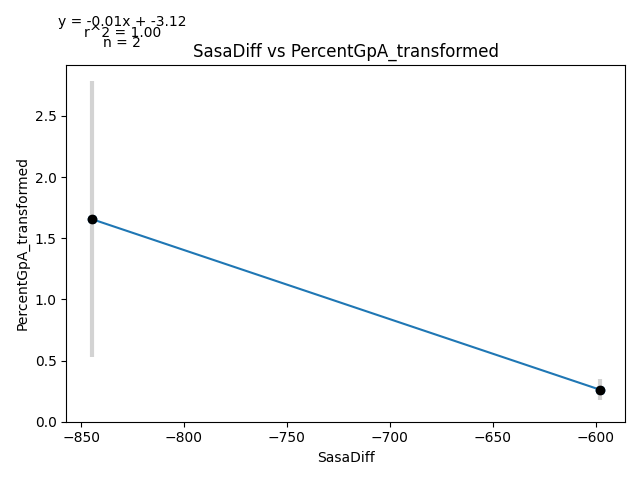 y = -0.01x + -3.12
r^2 = 1.00
n = 2
SasaDiff vs PercentGpA_transformed
PercentGpA_transformed
2.5
2.0
1.5
1.0
0.5
0.0
−850 −800 −750 −700 −650 −600
SasaDiff